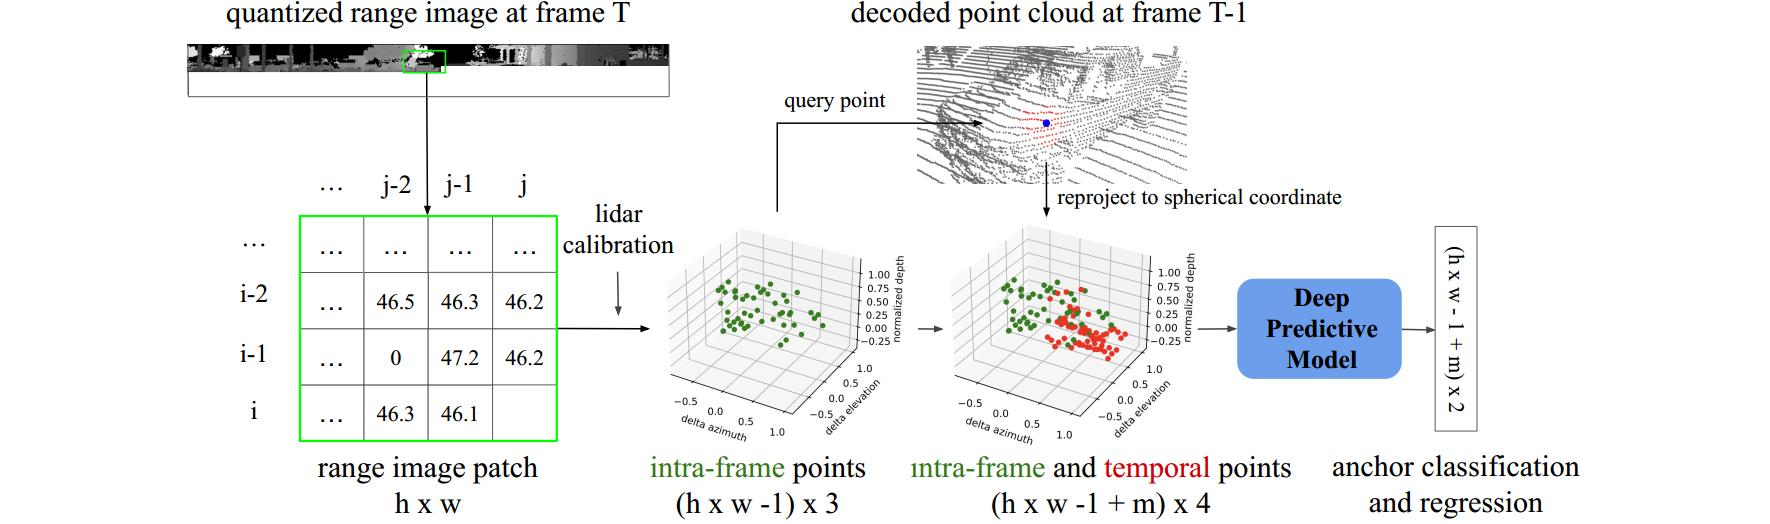 quantized range image at frame T
decoded point cloud at frame T-1
query point
reproject to spherical coordinate
… j-2 j-1 j
lidar
calibration
… … … … …
i-2 … 46.5 46.3 46.2
i-1 … 0 47.2 46.2
i … 46.3 46.1
1.00
0.75
0.50
0.25
0.00
−0.25
normalized depth
1.0
0.5
0.0
−0.5
delta elevation
−0.5
0.0
0.5
1.0
delta azimuth
1.00
0.75
0.50
0.25
0.00
−0.25
normalized depth
1.0
0.5
0.0
−0.5
delta elevation
−0.5
0.0
0.5
1.0
delta azimuth
Deep
Predictive
Model
(h x w - 1 + m) x 2
range image patch
h x w
intra-frame points
(h x w -1) x 3
intra-frame and temporal points
(h x w -1 + m) x 4
anchor classification
and regression